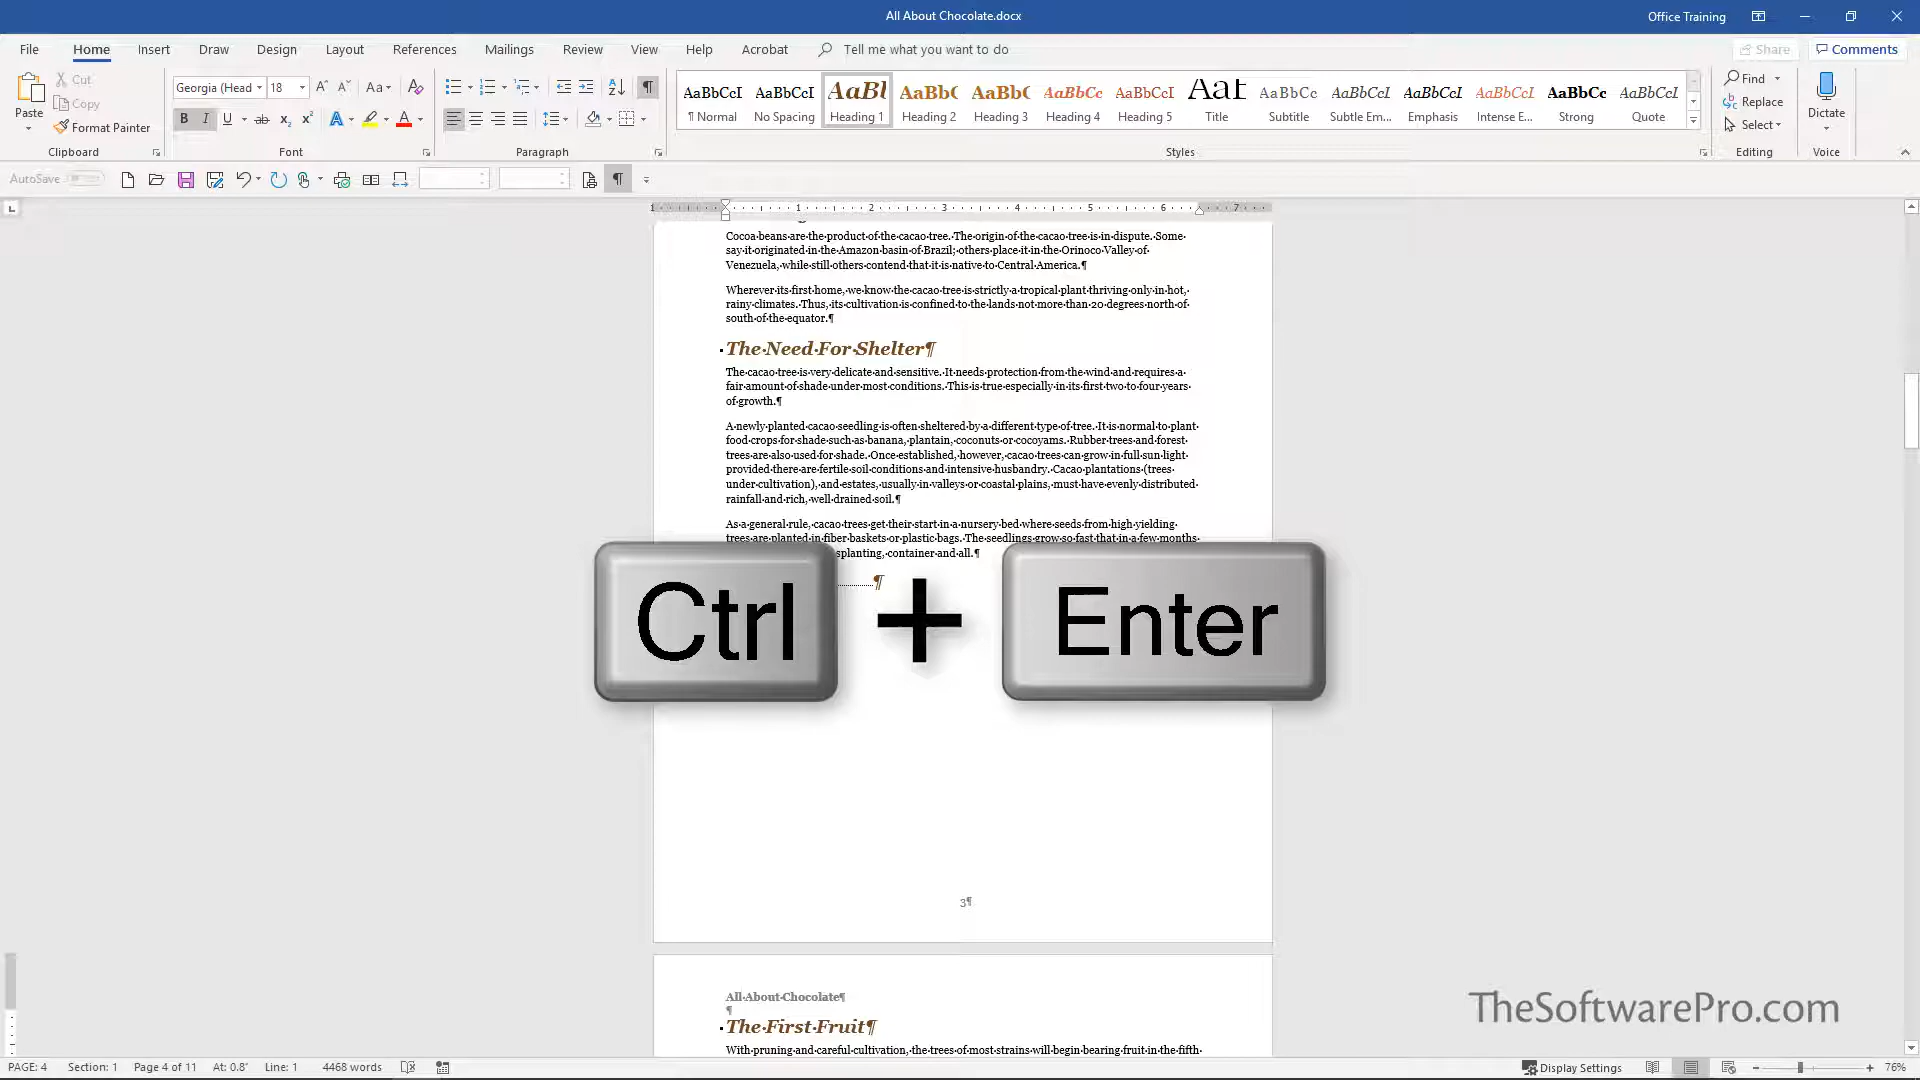 All About Chocolate.docx
Office Training
File Home Insert Draw Design Layout References Mailings Review View Help Acrobat Tell me what you want to do
Share Comments
Paste
Cut
Copy
Format Painter
Clipboard
Georgia (Head 18
Font
Paragraph
AaBbCcI AaBbCcI AaBl AaBbC AaBbC AaBbCc AaBbCcI AaB AaBbCc AaBbCcI AaBbCcI AaBbCcI AaBbCc AaBbCcI
¶ Normal No Spacing Heading 1 Heading 2 Heading 3 Heading 4 Heading 5 Title Subtitle Subtle Em... Emphasis Intense E... Strong Quote
Styles
Find
Replace
Select
Editing
Dictate
Voice
AutoSave
1 1 2 3 4 5 6 7
Cocoa·beans·are·the·product·of·the·cacao·tree.·The·origin·of·the·cacao·tree·is·in·dispute.·Some·
say·it·originated·in·the·Amazon·basin·of·Brazil;·others·place·it·in·the·Orinoco·Valley·of·
Venezuela,·while·still·others·contend·that·it·is·native·to·Central·America.¶
Wherever·its·first·home,·we·know·the·cacao·tree·is·strictly·a·tropical·plant·thriving·only·in·hot,·
rainy·climates.·Thus,·its·cultivation·is·confined·to·the·lands·not·more·than·20·degrees·north·of·
south·of·the·equator.¶
The·Need·For·Shelter¶
The·cacao·tree·is·very·delicate·and·sensitive.·It·needs·protection·from·the·wind·and·requires·a·
fair·amount·of·shade·under·most·conditions.·This·is·true·especially·in·its·first·two·to·four·years·
of·growth.¶
A·newly·planted·cacao·seedling·is·often·sheltered·by·a·different·type·of·tree.·It·is·normal·to·plant·
food·crops·for·shade·such·as·banana,·plantain,·coconuts·or·cocoyams.·Rubber·trees·and·forest·
trees·are·also·used·for·shade.·Once·established,·however,·cacao·trees·can·grow·in·full·sun·light·
provided·there·are·fertile·soil·conditions·and·intensive·husbandry.·Cacao·plantations·(trees·
under·cultivation),·and·estates,·usually·in·valleys·or·coastal·plains,·must·have·evenly·distributed·
rainfall·and·rich,·well·drained·soil.¶
As·a·general·rule,·cacao·trees·get·their·start·in·a·nursery·bed·where·seeds·from·high·yielding·
trees·are·planted·in·fiber·baskets·or·plastic·bags.·The·seedlings·grow·so·fast·that·in·a·few·months·
splanting,·container·and·all.¶
¶
Ctrl + Enter
3¶
All·About·Chocolate¶
¶
The·First·Fruit¶
With·pruning·and·careful·cultivation,·the·trees·of·most·strains·will·begin·bearing·fruit·in·the·fifth·
TheSoftwarePro.com
PAGE: 4 Section: 1 Page 4 of 11 At: 0.8" Line: 1 4468 words Display Settings 76%